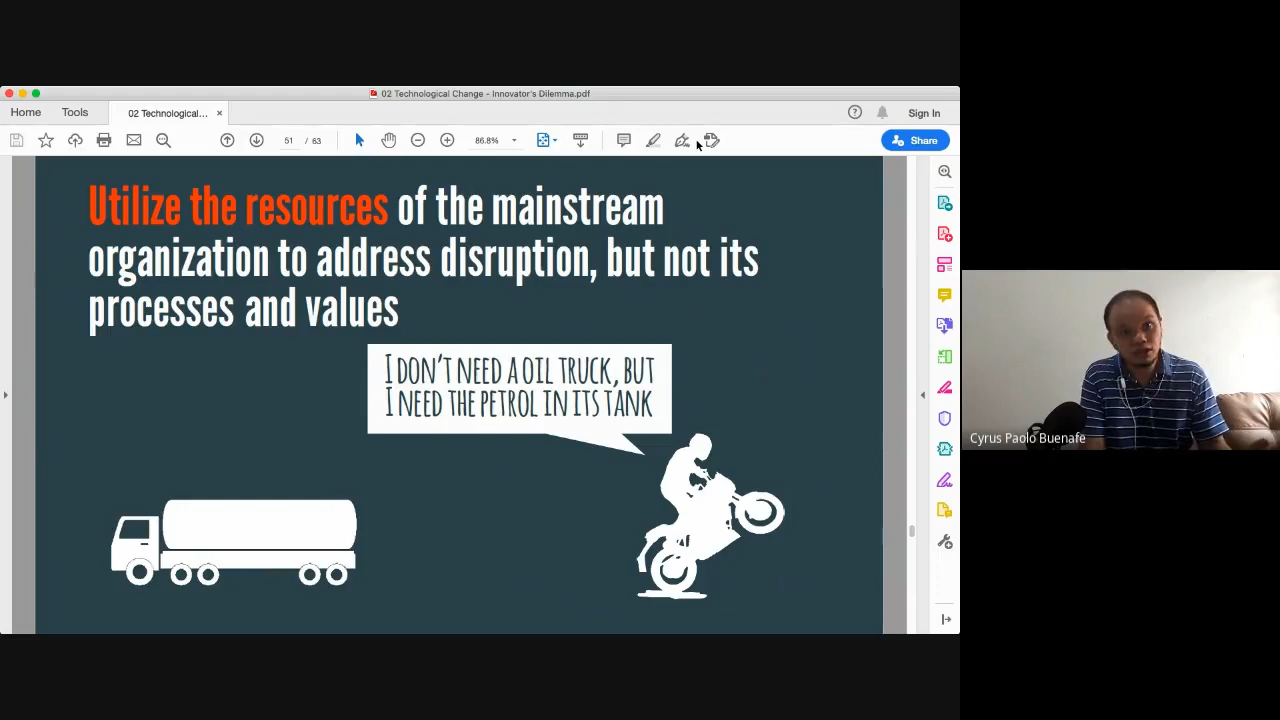 02 Technological Change - Innovator's Dilemma.pdf
Home Tools 02 Technological... × Sign In
51 / 63 86.8% Share
Utilize the resources of the mainstream
organization to address disruption, but not its
processes and values
I DON'T NEED A OIL TRUCK, BUT
I NEED THE PETROL IN ITS TANK
Cyrus Paolo Buenafe